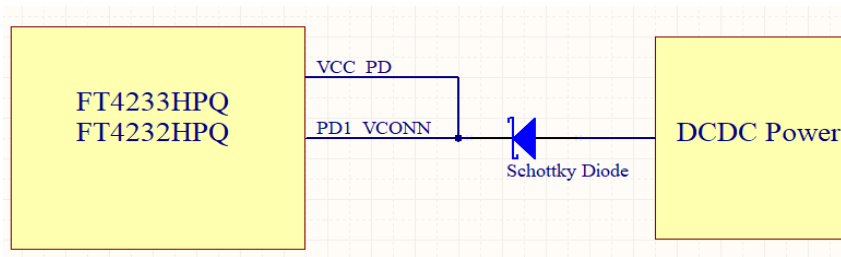 VCC_PD
FT4233HPQ
FT4232HPQ
PD1_VCONN
DCDC Power
Schottky Diode